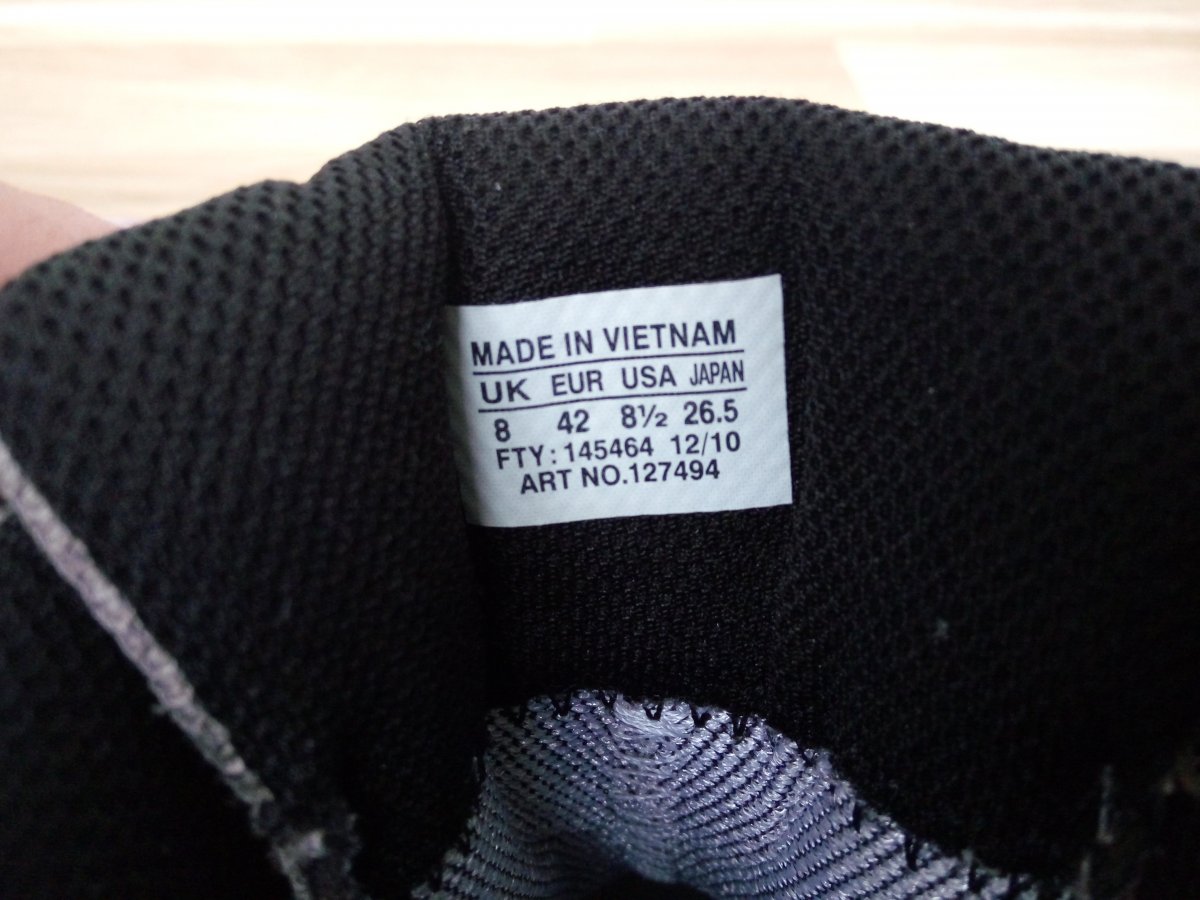 MADE IN VIETNAM
UK EUR USA JAPAN
8 42 8½ 26.5
FTY: 145464 12/10
ART NO.127494